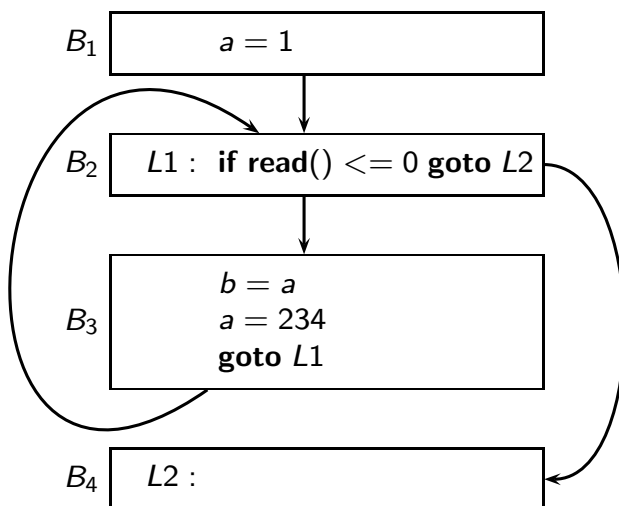 B1 a = 1
B2 L1 : if read() <= 0 goto L2
b = a
B3 a = 234
goto L1
B4 L2 :